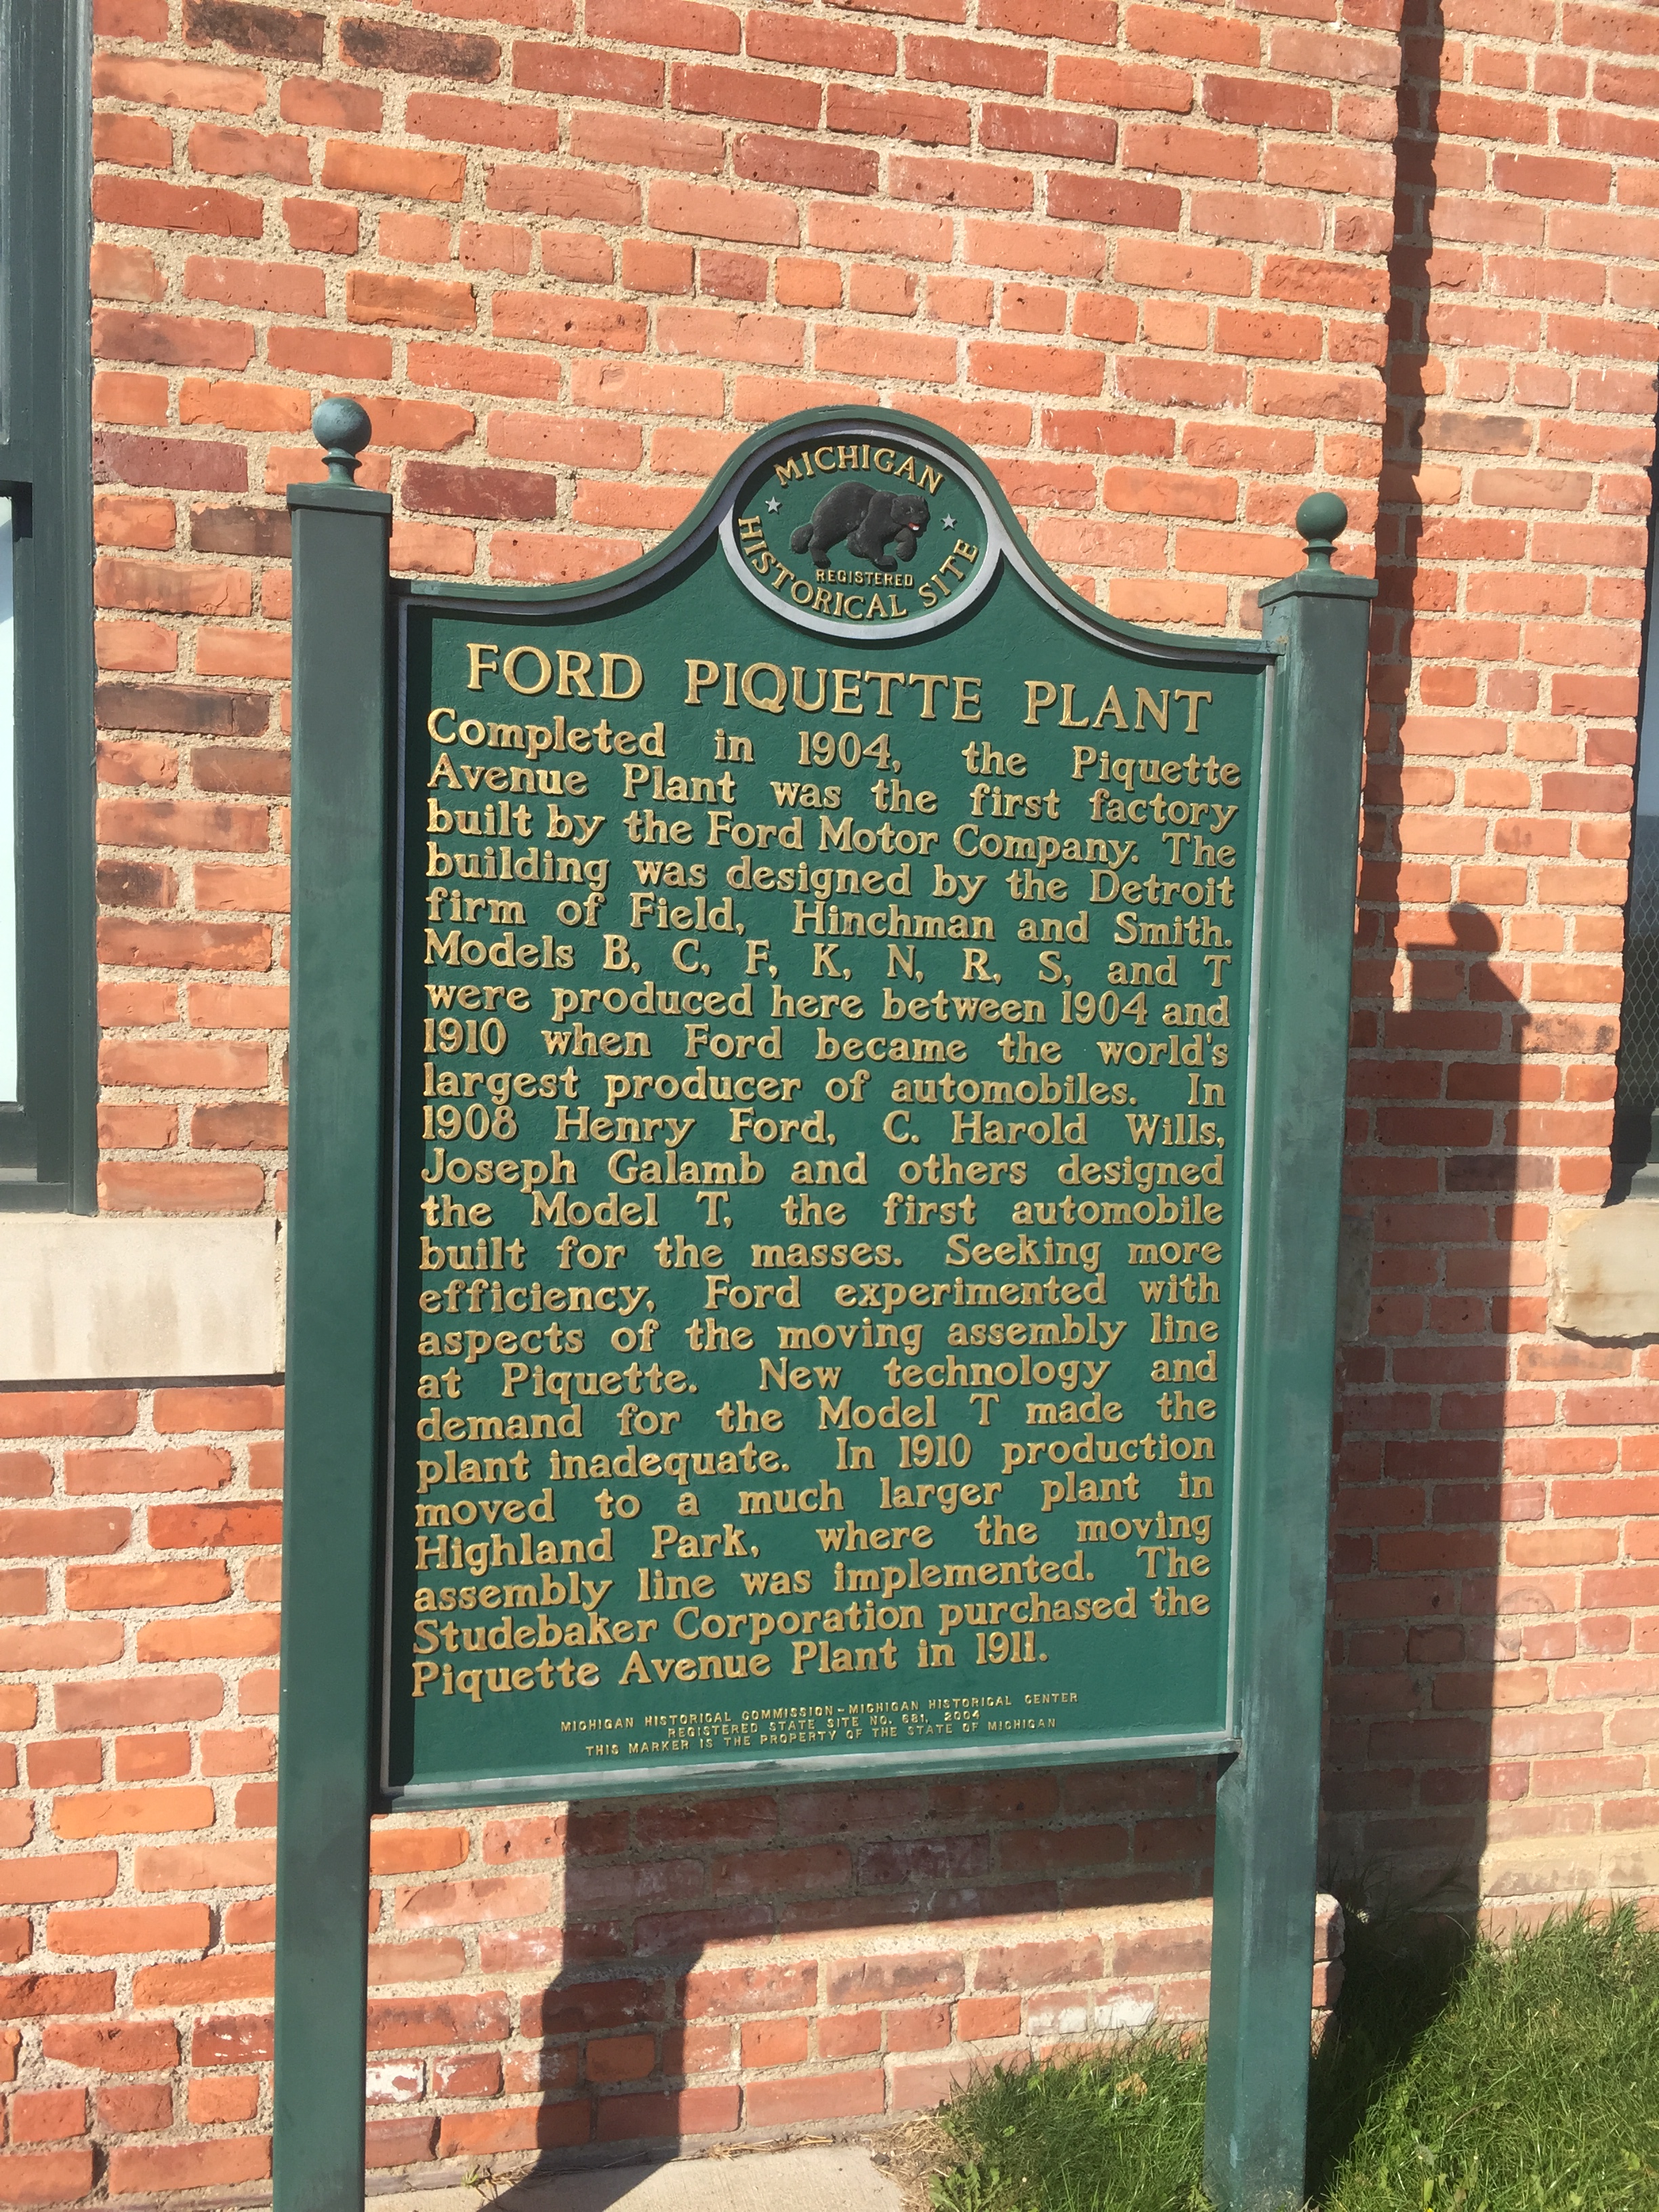 MICHIGAN
REGISTERED
HISTORICAL SITE
FORD PIQUETTE PLANT
Completed in 1904, the Piquette
Avenue Plant was the first factory
built by the Ford Motor Company. The
building was designed by the Detroit
firm of Field, Hinchman and Smith.
Models B, C, F, K, N, R, S, and T
were produced here between 1904 and
1910 when Ford became the world's
largest producer of automobiles. In
1908 Henry Ford, C. Harold Wills,
Joseph Galamb and others designed
the Model T, the first automobile
built for the masses. Seeking more
efficiency, Ford experimented with
aspects of the moving assembly line
at Piquette. New technology and
demand for the Model T made the
plant inadequate. In 1910 production
moved to a much larger plant in
Highland Park, where the moving
assembly line was implemented. The
Studebaker Corporation purchased the
Piquette Avenue Plant in 1911.
MICHIGAN HISTORICAL COMMISSION-MICHIGAN HISTORICAL CENTER
REGISTERED STATE SITE NO. 681, 2004
THIS MARKER IS THE PROPERTY OF THE STATE OF MICHIGAN